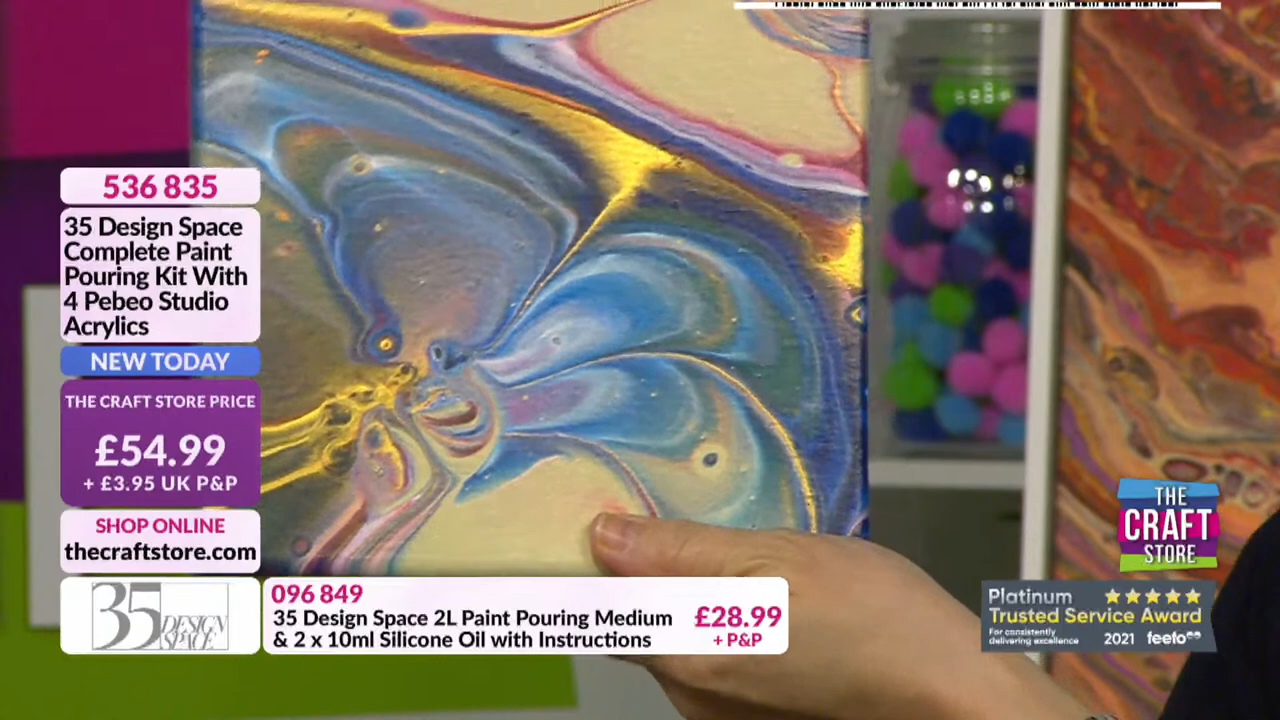 536 835
35 Design Space
Complete Paint
Pouring Kit With
4 Pebeo Studio
Acrylics
NEW TODAY
THE CRAFT STORE PRICE
£54.99
+ £3.95 UK P&P
SHOP ONLINE
thecraftstore.com
35 DESIGN
SPACE
096 849
35 Design Space 2L Paint Pouring Medium
& 2 x 10ml Silicone Oil with Instructions
£28.99
+ P&P
THE
CRAFT
STORE
Platinum
Trusted Service Award
For consistently
delivering excellence
2021 feefo